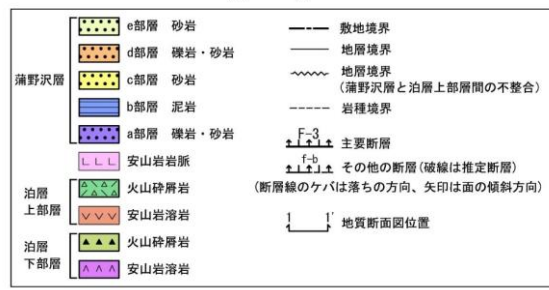 e部層 砂岩
d部層 礫岩・砂岩
蒲野沢層
c部層 砂岩
b部層 泥岩
a部層 礫岩・砂岩
安山岩岩脈
泊層
上部層
火山砕屑岩
安山岩溶岩
泊層
下部層
火山砕屑岩
安山岩溶岩
敷地境界
地層境界
地層境界
(蒲野沢層と泊層上部層間の不整合)
岩種境界
F-3 主要断層
f-b その他の断層(破線は推定断層)
(断層線のケバは落ちの方向、矢印は面の傾斜方向)
1 1' 地質断面図位置